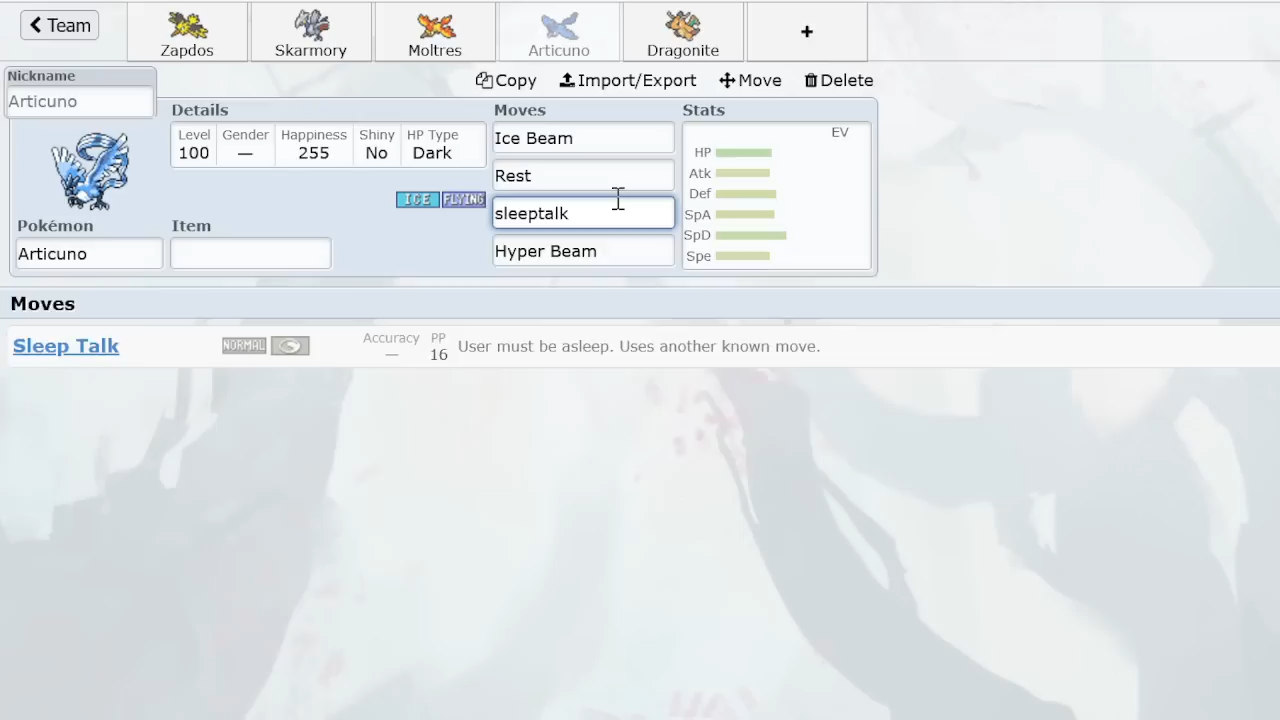 Team
Zapdos
Skarmory
Moltres
Articuno
Dragonite
+
Nickname
Articuno
Copy
Import/Export
Move
Delete
Details
Level
100
Gender
—
Happiness
255
Shiny
No
HP Type
Dark
ICE FLYING
Pokémon
Articuno
Item
Moves
Ice Beam
Rest
sleeptalk
Hyper Beam
Stats
EV
HP
Atk
Def
SpA
SpD
Spe
Moves
Sleep Talk
NORMAL
Accuracy
—
PP
16
User must be asleep. Uses another known move.